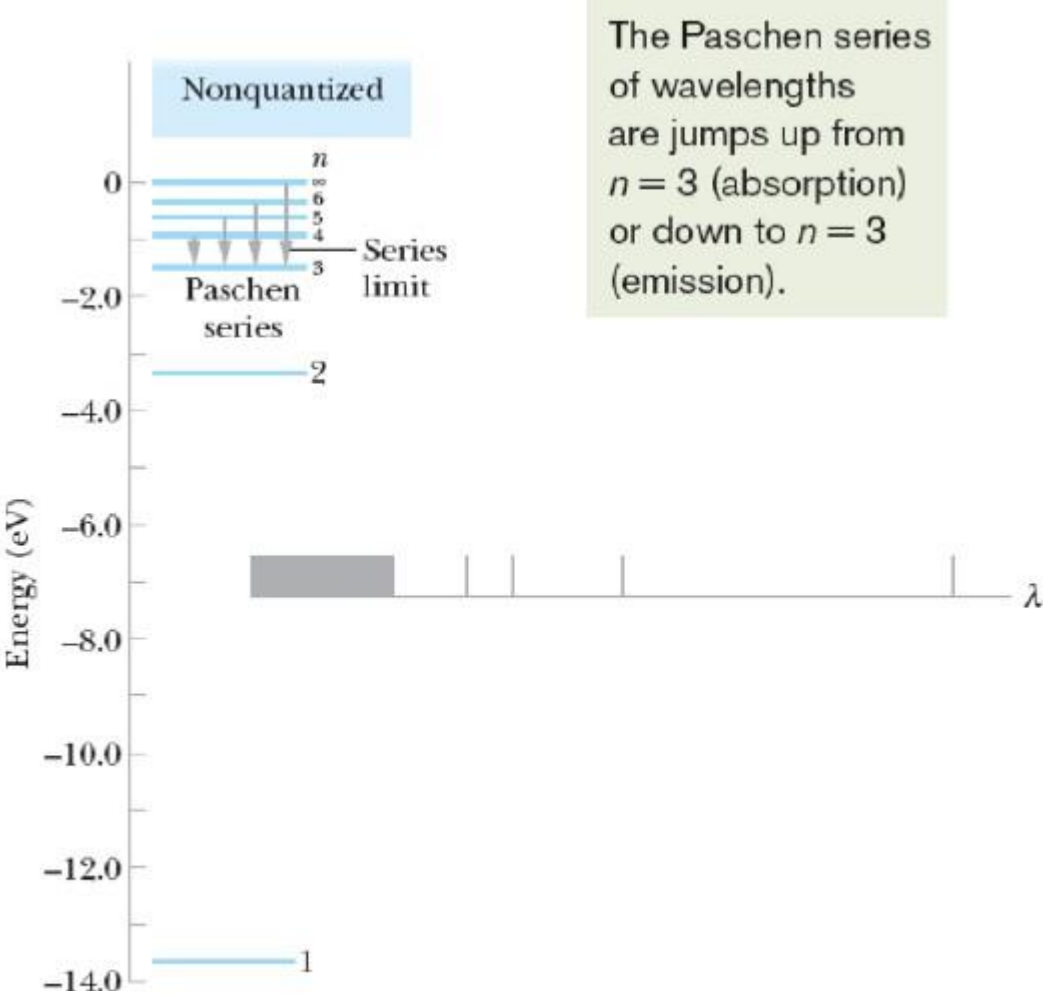 The Paschen series
of wavelengths
are jumps up from
n = 3 (absorption)
or down to n = 3
(emission).
Nonquantized
n
0
∞
6
5
4
3
Series
limit
Paschen
series
–2.0
2
–4.0
Energy (eV)
–6.0
λ
–8.0
–10.0
–12.0
1
–14.0